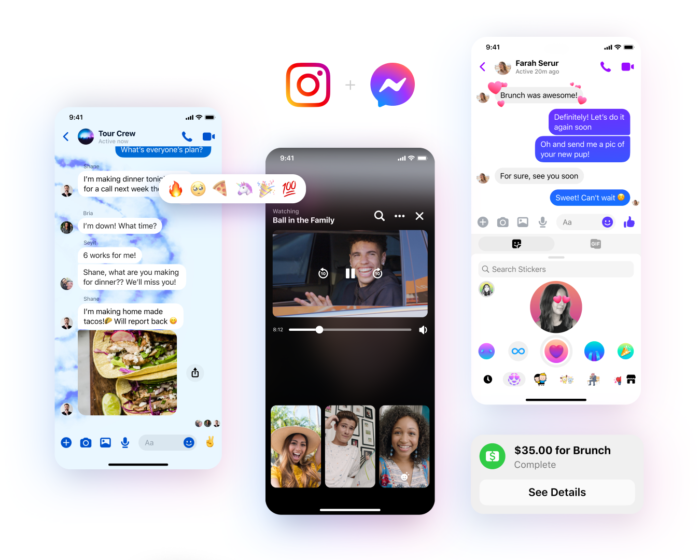 9:41
Tour Crew
Active now
What's everyone's plan?
I'm making dinner
for a call next week
Bris
I'm down! What time?
6 works for me!
Shane, what are you making
for dinner?? We'll miss you!
Shane
I'm making home made
tacos!🌮 Will report back 😋
Aa
9:41
Watching
Ball in the Family
10
10
8:12
9:41
Farah Serur
Active 20m ago
Brunch was awesome!
Definitely! Let's do it
again soon
Oh and send me a pic of
your new pup!
For sure, see you soon
Sweet! Can't wait
Aa
GIF
Search Stickers
$35.00 for Brunch
Complete
See Details